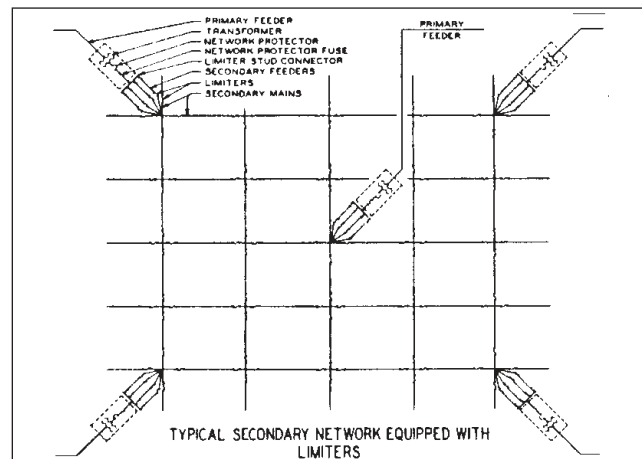 PRIMARY FEEDER
TRANSFORMER
NETWORK PROTECTOR
NETWORK PROTECTOR FUSE
LIMITER STUD CONNECTOR
SECONDARY FEEDERS
LIMITERS
SECONDARY MAINS
PRIMARY
FEEDER
TYPICAL SECONDARY NETWORK EQUIPPED WITH
LIMITERS